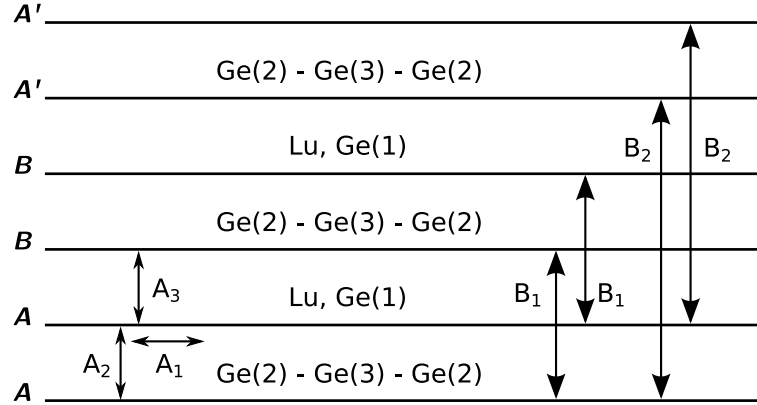 A'
Ge(2) - Ge(3) - Ge(2)
A'
Lu, Ge(1)
B₂
B₂
B
Ge(2) - Ge(3) - Ge(2)
B
A₃
Lu, Ge(1)
B₁
B₁
A
A₂
A₁
Ge(2) - Ge(3) - Ge(2)
A